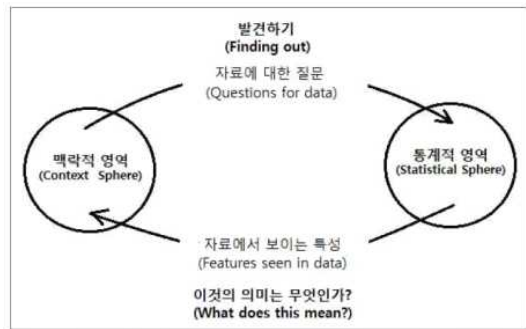 발견하기
(Finding out)
자료에 대한 질문
(Questions for data)
맥락적 영역
(Context Sphere)
통계적 영역
(Statistical Sphere)
자료에서 보이는 특성
(Features seen in data)
이것의 의미는 무엇인가?
(What does this mean?)